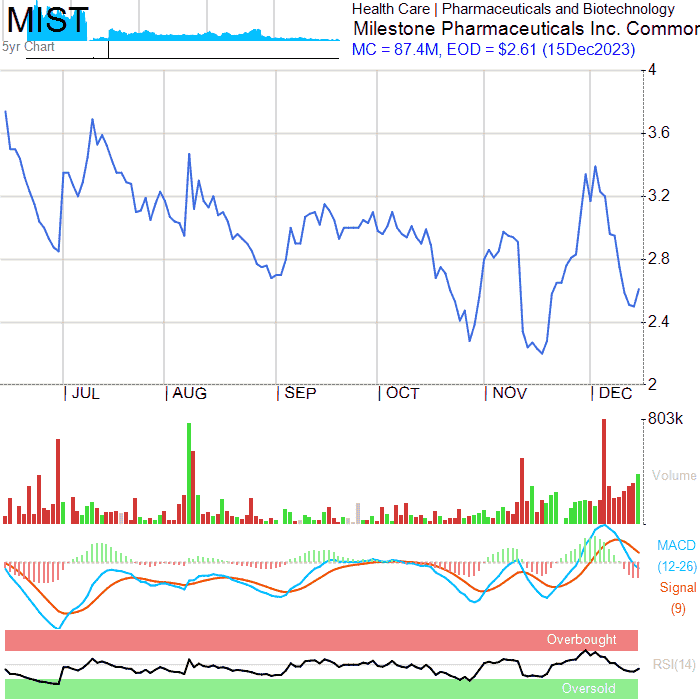 MIST
5yr Chart
Health Care | Pharmaceuticals and Biotechnology
Milestone Pharmaceuticals Inc. Common
MC = 87.4M, EOD = $2.61 (15Dec2023)
4
3.6
3.2
2.8
2.4
2
JUL
AUG
SEP
OCT
NOV
DEC
803k
Volume
MACD
(12-26)
Signal
(9)
Overbought
RSI(14)
Oversold